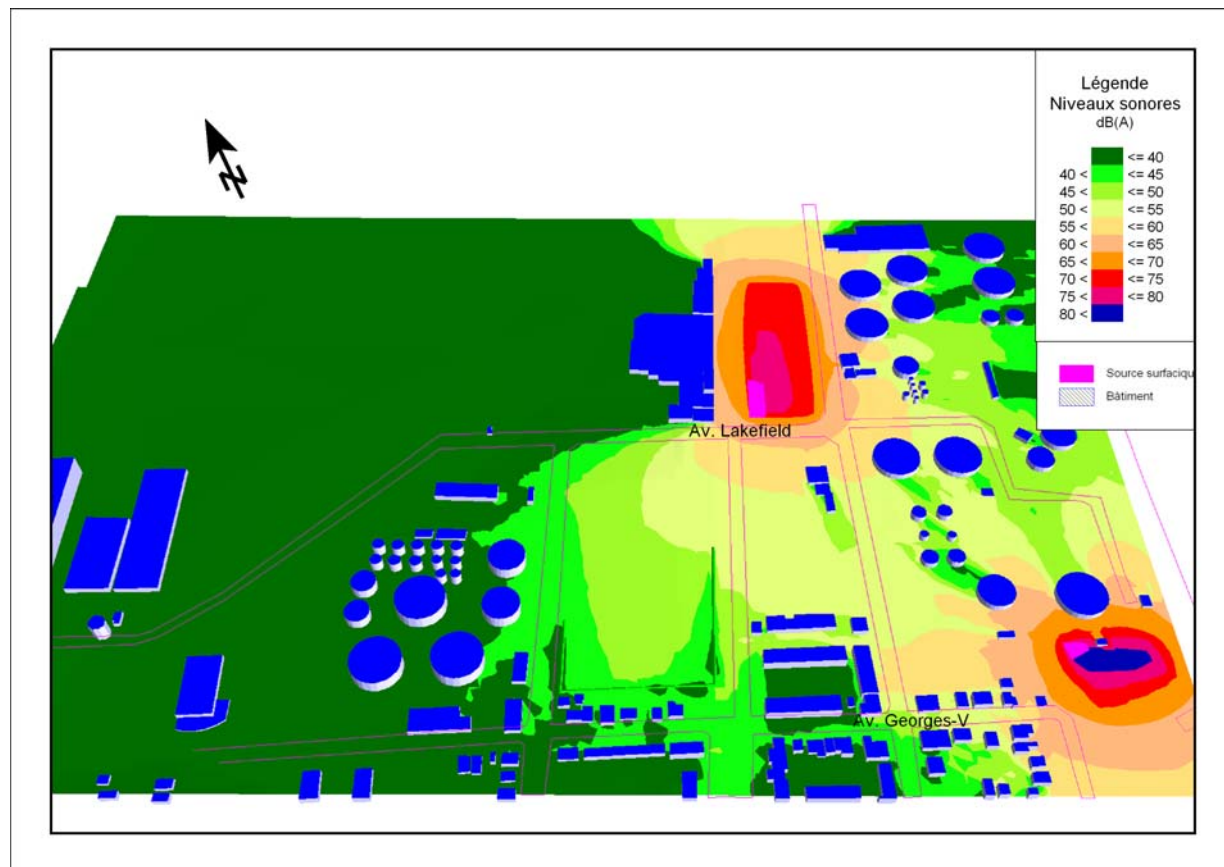 Légende
Niveaux sonores
dB(A)
<= 40
40 < <= 45
45 < <= 50
50 < <= 55
55 < <= 60
60 < <= 65
65 < <= 70
70 < <= 75
75 < <= 80
80 <
Source surfaciqu
Bâtiment
N
Av. Lakefield
Av. Georges-V